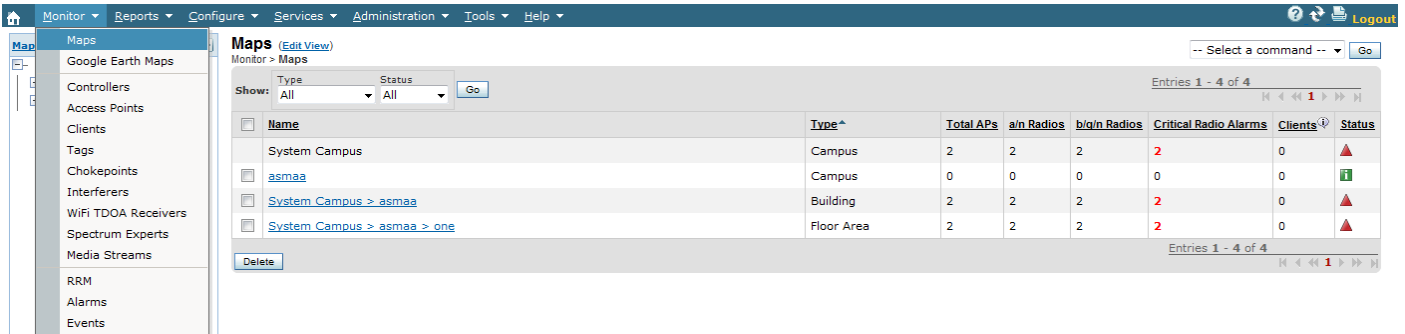 Monitor Reports Configure Services Administration Tools Help Logout
Maps
Google Earth Maps
Controllers
Access Points
Clients
Tags
Chokepoints
Interferers
WiFi TDOA Receivers
Spectrum Experts
Media Streams
RRM
Alarms
Events
Map
Maps (Edit View)
Monitor > Maps
-- Select a command -- Go
Show: Type All Status All Go
Entries 1 - 4 of 4
1
Name Type Total APs a/n Radios b/g/n Radios Critical Radio Alarms Clients Status
System Campus Campus 2 2 2 2 0
asmaa Campus 0 0 0 0 0
System Campus > asmaa Building 2 2 2 2 0
System Campus > asmaa > one Floor Area 2 2 2 2 0
Entries 1 - 4 of 4
1
Delete